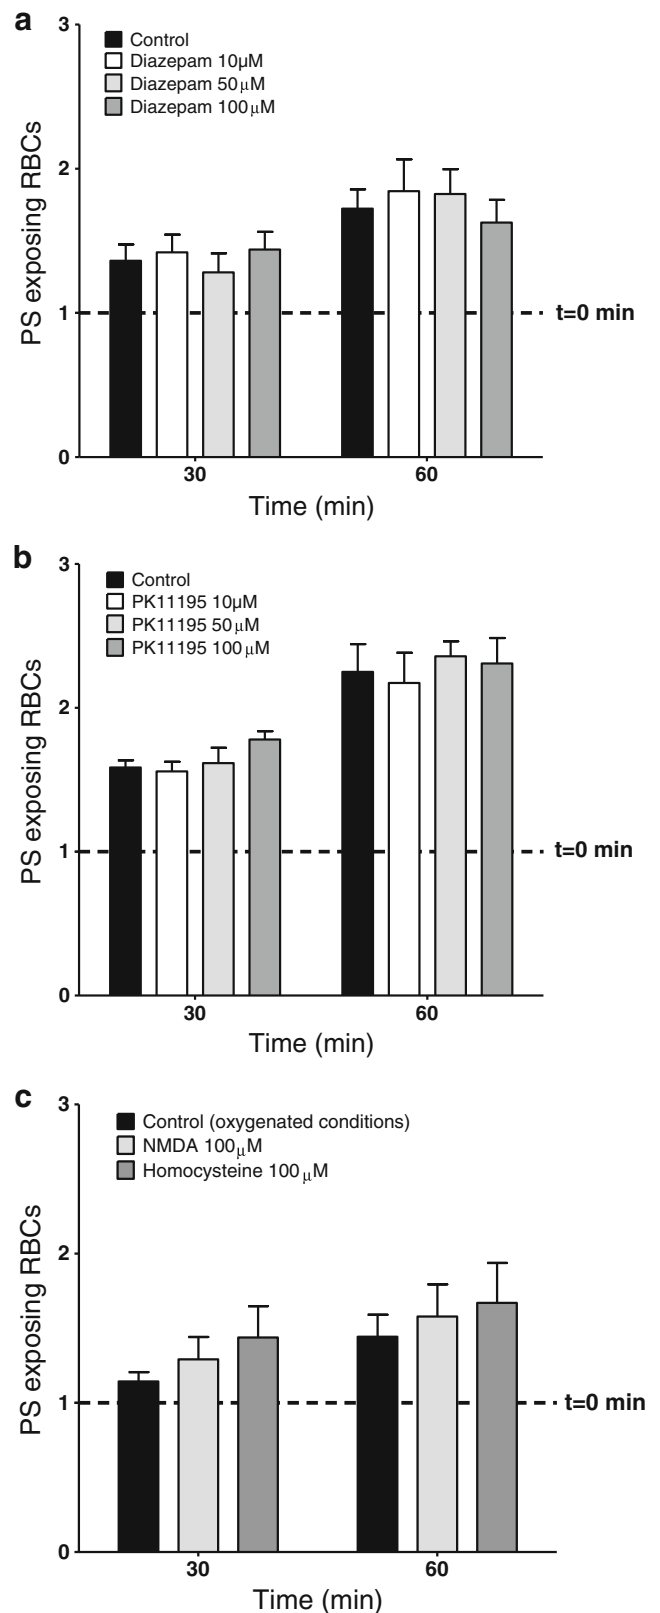 a
3
Control
Diazepam 10µM
Diazepam 50µM
Diazepam 100µM
2
1
0
PS exposing RBCs
t=0 min
30
60
Time (min)
b
3
Control
PK11195 10µM
PK11195 50µM
PK11195 100µM
2
1
0
PS exposing RBCs
t=0 min
30
60
Time (min)
c
3
Control (oxygenated conditions)
NMDA 100µM
Homocysteine 100µM
2
1
0
PS exposing RBCs
t=0 min
30
60
Time (min)